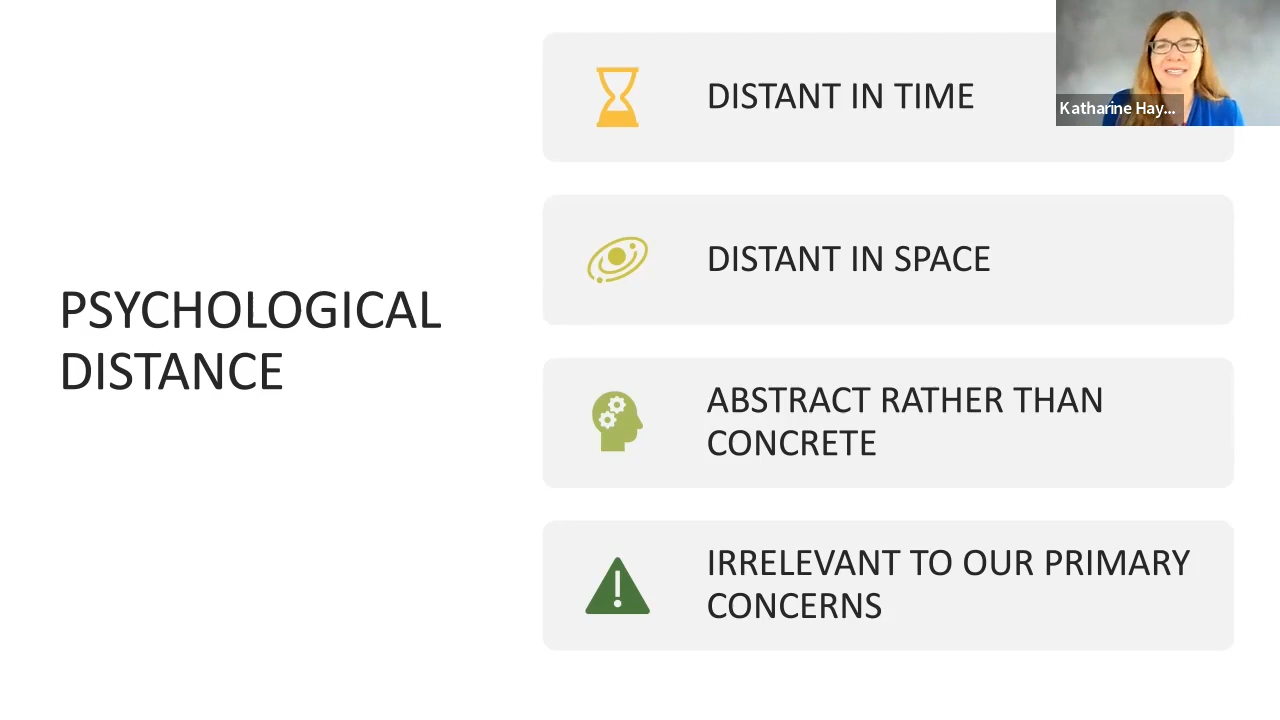 PSYCHOLOGICAL
DISTANCE
DISTANT IN TIME
DISTANT IN SPACE
ABSTRACT RATHER THAN
CONCRETE
IRRELEVANT TO OUR PRIMARY
CONCERNS
Katharine Hay...